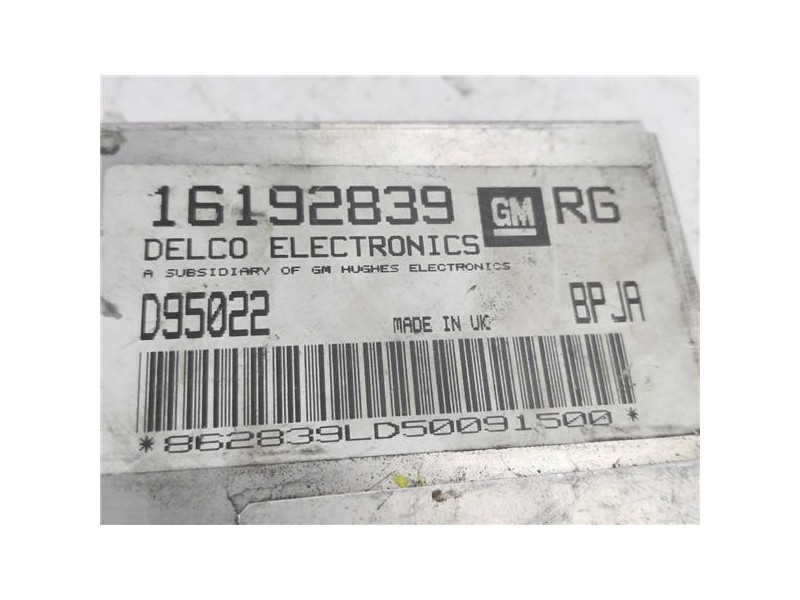 16192839 GM RG
DELCO ELECTRONICS
A SUBSIDIARY OF GM HUGHES ELECTRONICS
D95022 MADE IN UK BPJA
*862839LD50091500*